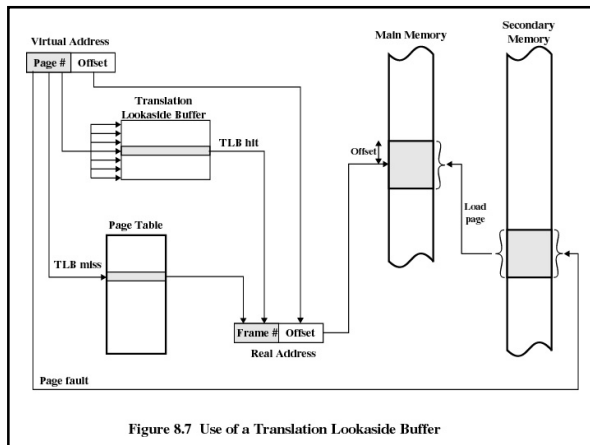 Virtual Address
Page #
Offset
Translation
Lookaside Buffer
TLB hit
Page Table
TLB miss
Frame #
Offset
Real Address
Page fault
Main Memory
Secondary
Memory
Offset
Load
page
Figure 8.7 Use of a Translation Lookaside Buffer